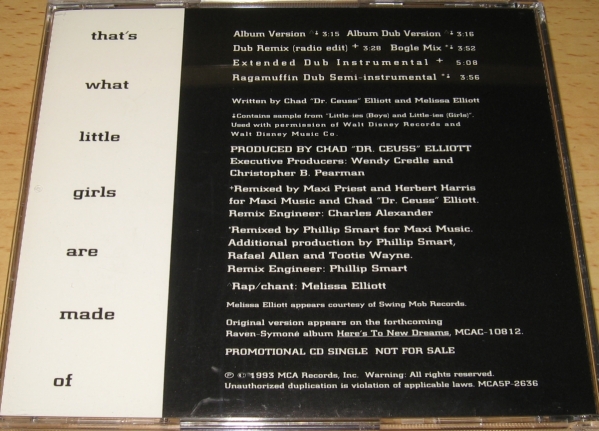 that's
what
little
girls
are
made
of
Album Version ^⸸ 3:15 Album Dub Version ^⸸ 3:16
Dub Remix (radio edit) + 3:28 Bogle Mix *⸸ 3:52
Extended Dub Instrumental + 5:08
Ragamuffin Dub Semi-instrumental *⸸ 3:56
Written by Chad "Dr. Ceuss" Elliott and Melissa Elliott
⸸Contains sample from "Little-ies (Boys) and Little-ies (Girls)".
Used with permission of Walt Disney Records and
Walt Disney Music Co.
PRODUCED BY CHAD "DR. CEUSS" ELLIOTT
Executive Producers: Wendy Credle and
Christopher B. Pearman
+Remixed by Maxi Priest and Herbert Harris
for Maxi Music and Chad "Dr. Ceuss" Elliott.
Remix Engineer: Charles Alexander
*Remixed by Phillip Smart for Maxi Music.
Additional production by Phillip Smart,
Rafael Allen and Tootie Wayne.
Remix Engineer: Phillip Smart
^Rap/chant: Melissa Elliott
Melissa Elliott appears courtesy of Swing Mob Records.
Original version appears on the forthcoming
Raven-Symoné album Here's To New Dreams, MCAC-10812.
PROMOTIONAL CD SINGLE NOT FOR SALE
℗ © 1993 MCA Records, Inc. Warning: All rights reserved.
Unauthorized duplication is violation of applicable laws. MCA5P-2636